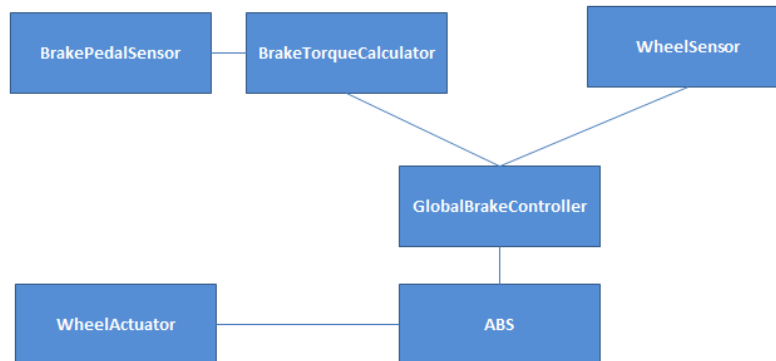 BrakePedalSensor
BrakeTorqueCalculator
WheelSensor
GlobalBrakeController
WheelActuator
ABS